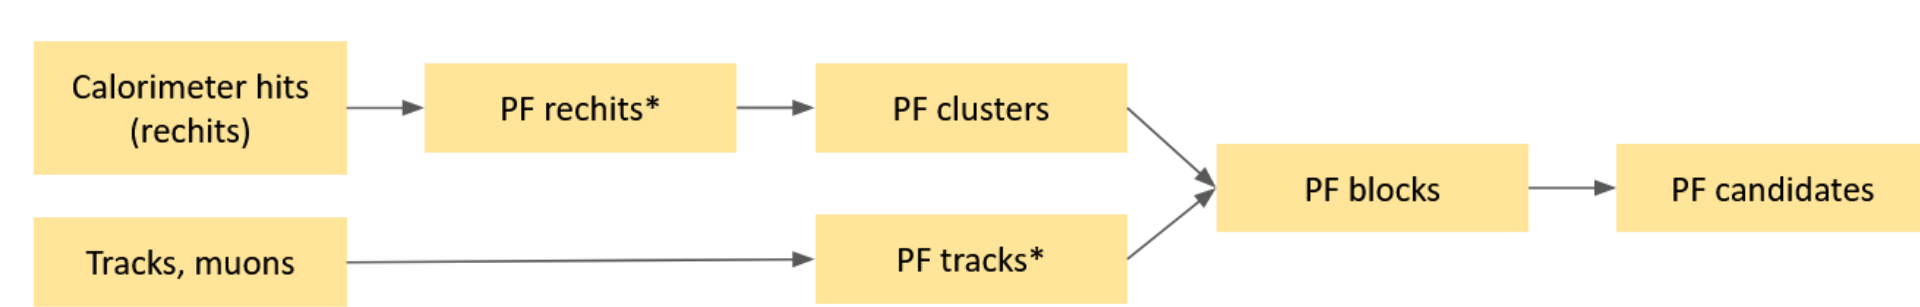 Calorimeter hits
(rechits)
PF rechits*
PF clusters
Tracks, muons
PF tracks*
PF blocks
PF candidates